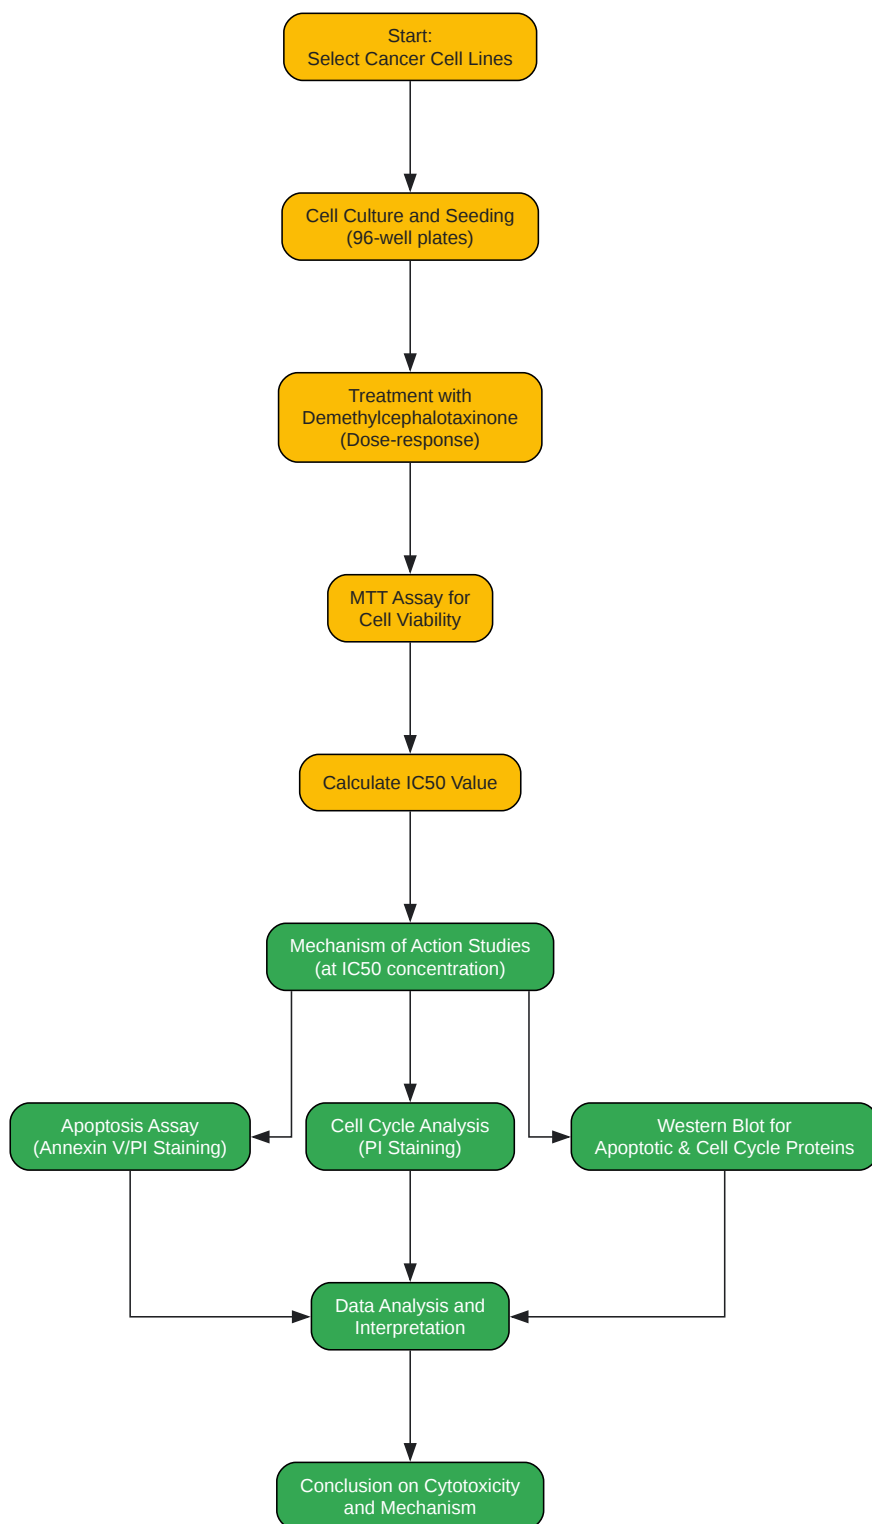 Start:
Select Cancer Cell Lines
Cell Culture and Seeding
(96-well plates)
Treatment with
Demethylcephalotaxinone
(Dose-response)
MTT Assay for
Cell Viability
Calculate IC50 Value
Mechanism of Action Studies
(at IC50 concentration)
Apoptosis Assay
(Annexin V/PI Staining)
Cell Cycle Analysis
(PI Staining)
Western Blot for
Apoptotic & Cell Cycle Proteins
Data Analysis and
Interpretation
Conclusion on Cytotoxicity
and Mechanism